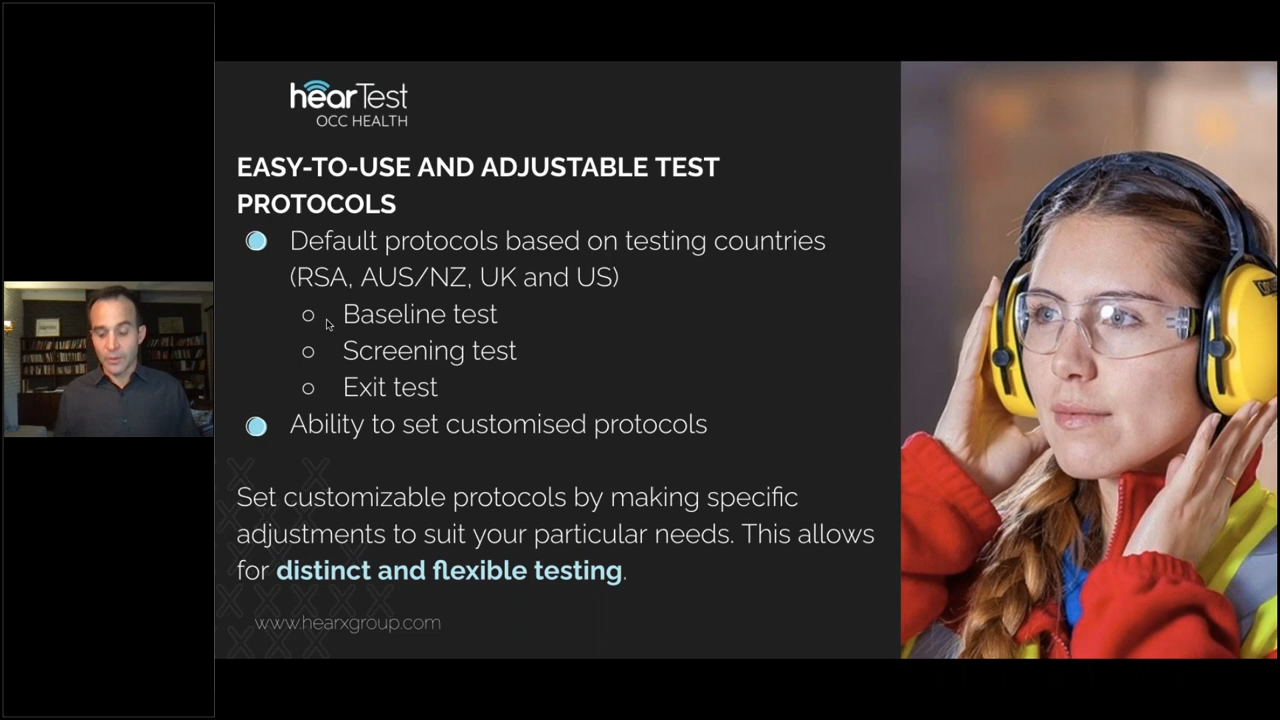 hearTest
OCC HEALTH
EASY-TO-USE AND ADJUSTABLE TEST
PROTOCOLS
Default protocols based on testing countries
(RSA, AUS/NZ, UK and US)
Baseline test
Screening test
Exit test
Ability to set customised protocols
Set customizable protocols by making specific
adjustments to suit your particular needs. This allows
for distinct and flexible testing.
www.hearxgroup.com